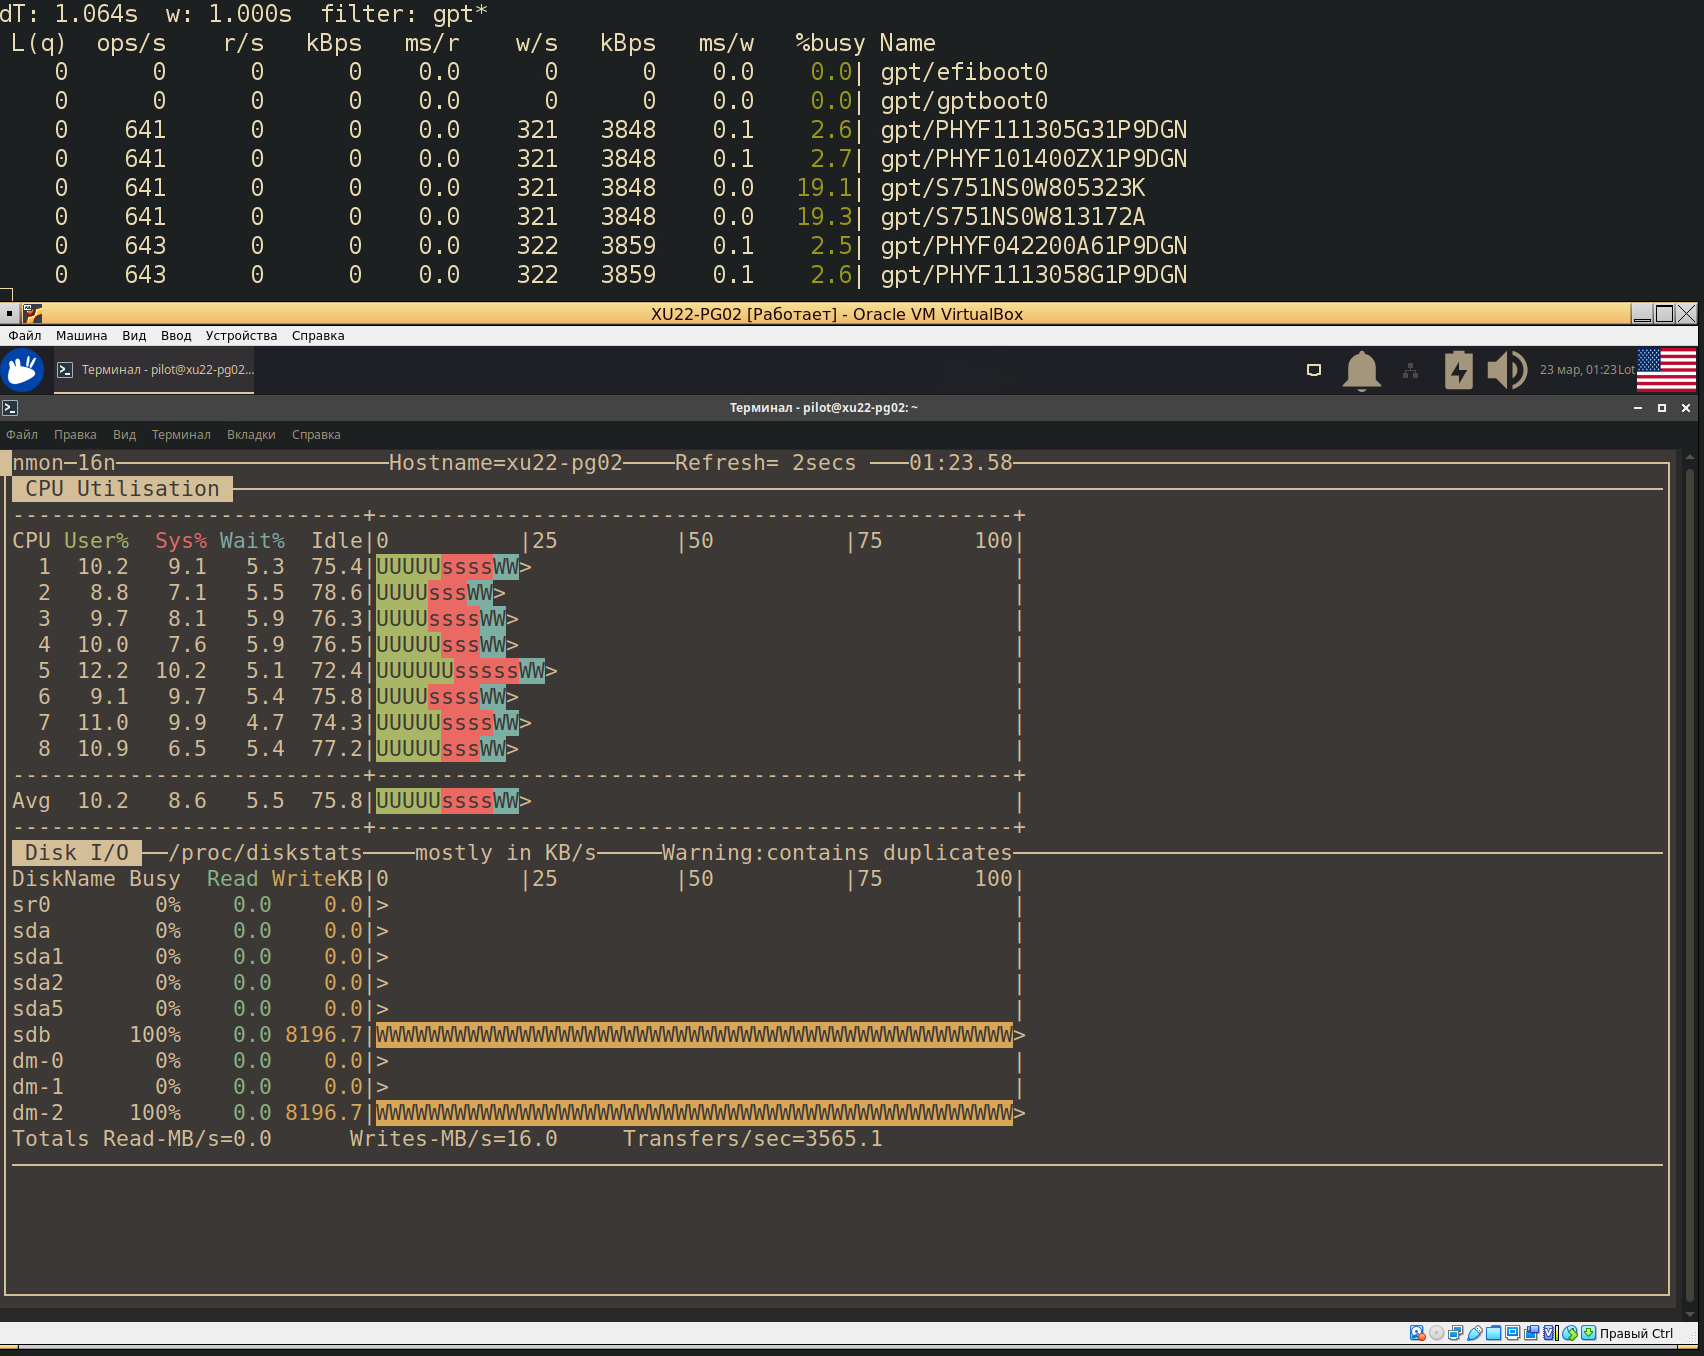 dT: 1.064s  w: 1.000s  filter: gpt*
L(q)  ops/s    r/s   kBps   ms/r    w/s   kBps   ms/w   %busy Name
0      0      0      0    0.0      0      0    0.0    0.0| gpt/efiboot0
0      0      0      0    0.0      0      0    0.0    0.0| gpt/gptboot0
0    641      0      0    0.0    321   3848    0.1    2.6| gpt/PHYF111305G31P9DGN
0    641      0      0    0.0    321   3848    0.1    2.7| gpt/PHYF101400ZX1P9DGN
0    641      0      0    0.0    321   3848    0.0   19.1| gpt/S751NS0W805323K
0    641      0      0    0.0    321   3848    0.0   19.3| gpt/S751NS0W813172A
0    643      0      0    0.0    322   3859    0.1    2.5| gpt/PHYF042200A61P9DGN
0    643      0      0    0.0    322   3859    0.1    2.6| gpt/PHYF1113058G1P9DGN
XU22-PG02 [Работает] - Oracle VM VirtualBox
Файл Машина Вид Ввод Устройства Справка
Терминал - pilot@xu22-pg02... 23 мар, 01:23 Lot
Терминал - pilot@xu22-pg02: ~
Файл Правка Вид Терминал Вкладки Справка
nmon─16n─────────────────────Hostname=xu22-pg02────Refresh= 2secs ───01:23.58
CPU Utilisation
---------------------------+-------------------------------------------------+
CPU User%  Sys% Wait%  Idle|0          |25         |50          |75       100|
1  10.2   9.1   5.3  75.4|UUUUUssssWW>                                     |
2   8.8   7.1   5.5  78.6|UUUUsssWW>                                       |
3   9.7   8.1   5.9  76.3|UUUUssssWW>                                      |
4  10.0   7.6   5.9  76.5|UUUUUsssWW>                                      |
5  12.2  10.2   5.1  72.4|UUUUUUsssssWW>                                   |
6   9.1   9.7   5.4  75.8|UUUUssssWW>                                      |
7  11.0   9.9   4.7  74.3|UUUUUssssWW>                                     |
8  10.9   6.5   5.4  77.2|UUUUUsssWW>                                      |
---------------------------+-------------------------------------------------+
Avg  10.2   8.6   5.5  75.8|UUUUUssssWW>                                     |
---------------------------+-------------------------------------------------+
Disk I/O ──/proc/diskstats────mostly in KB/s─────Warning:contains duplicates
DiskName Busy  Read WriteKB|0          |25         |50          |75       100|
sr0        0%    0.0    0.0|>                                                |
sda        0%    0.0    0.0|>                                                |
sda1       0%    0.0    0.0|>                                                |
sda2       0%    0.0    0.0|>                                                |
sda5       0%    0.0    0.0|>                                                |
sdb      100%    0.0 8196.7|WWWWWWWWWWWWWWWWWWWWWWWWWWWWWWWWWWWWWWWWWWWWWWWWW>
dm-0       0%    0.0    0.0|>                                                |
dm-1       0%    0.0    0.0|>                                                |
dm-2     100%    0.0 8196.7|WWWWWWWWWWWWWWWWWWWWWWWWWWWWWWWWWWWWWWWWWWWWWWWWW>
Totals Read-MB/s=0.0      Writes-MB/s=16.0     Transfers/sec=3565.1
Правый Ctrl